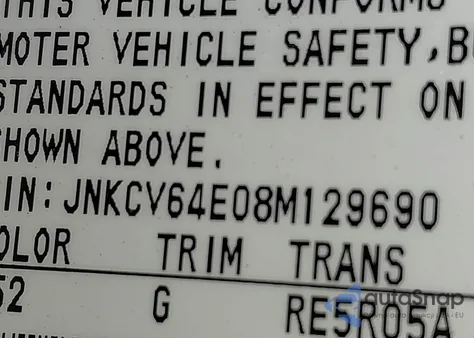 THIS VEHICLE CONFORMS
MOTER VEHICLE SAFETY,B
STANDARDS IN EFFECT ON
SHOWN ABOVE.
IN: JNKCV64E08M129690
OLOR TRIM TRANS
52 G RE5R05A
autoSnap